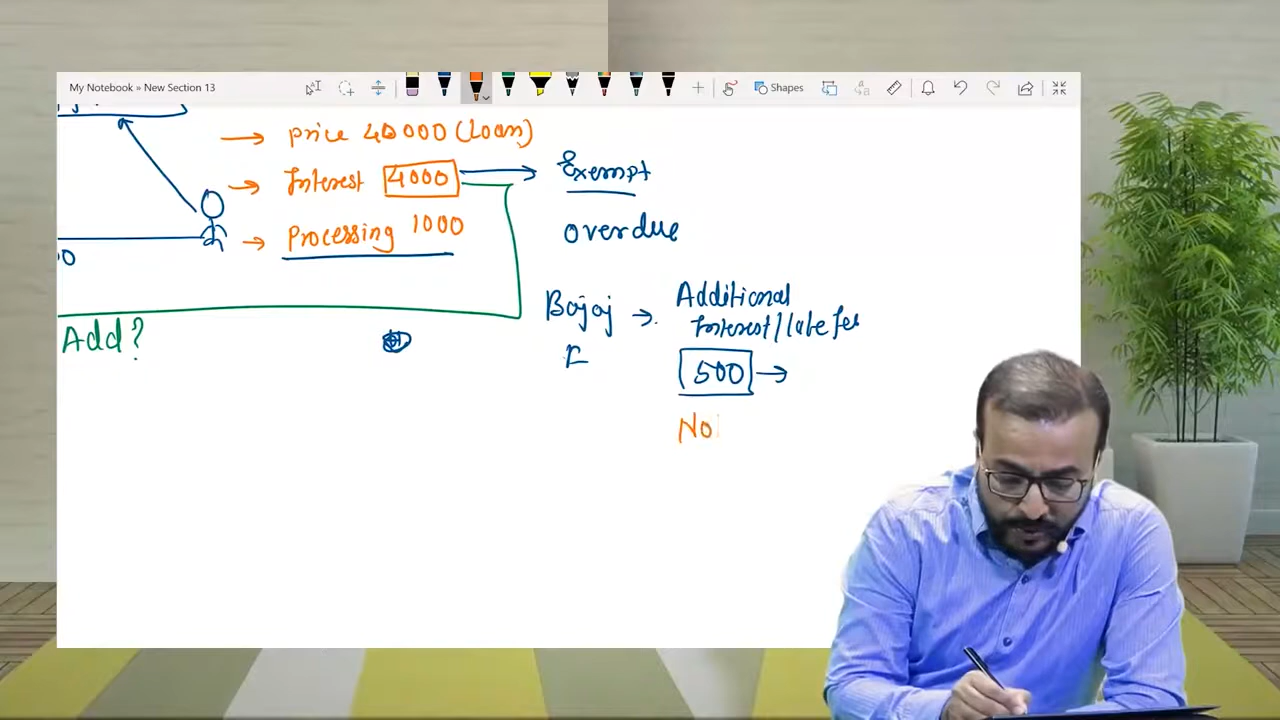 My Notebook » New Section 13
Shapes
Price 40000 (Loan)
Interest 4000
Exempt
Processing 1000
overdue
Bajaj
Additional
Interest/late fee
Add?
500
No